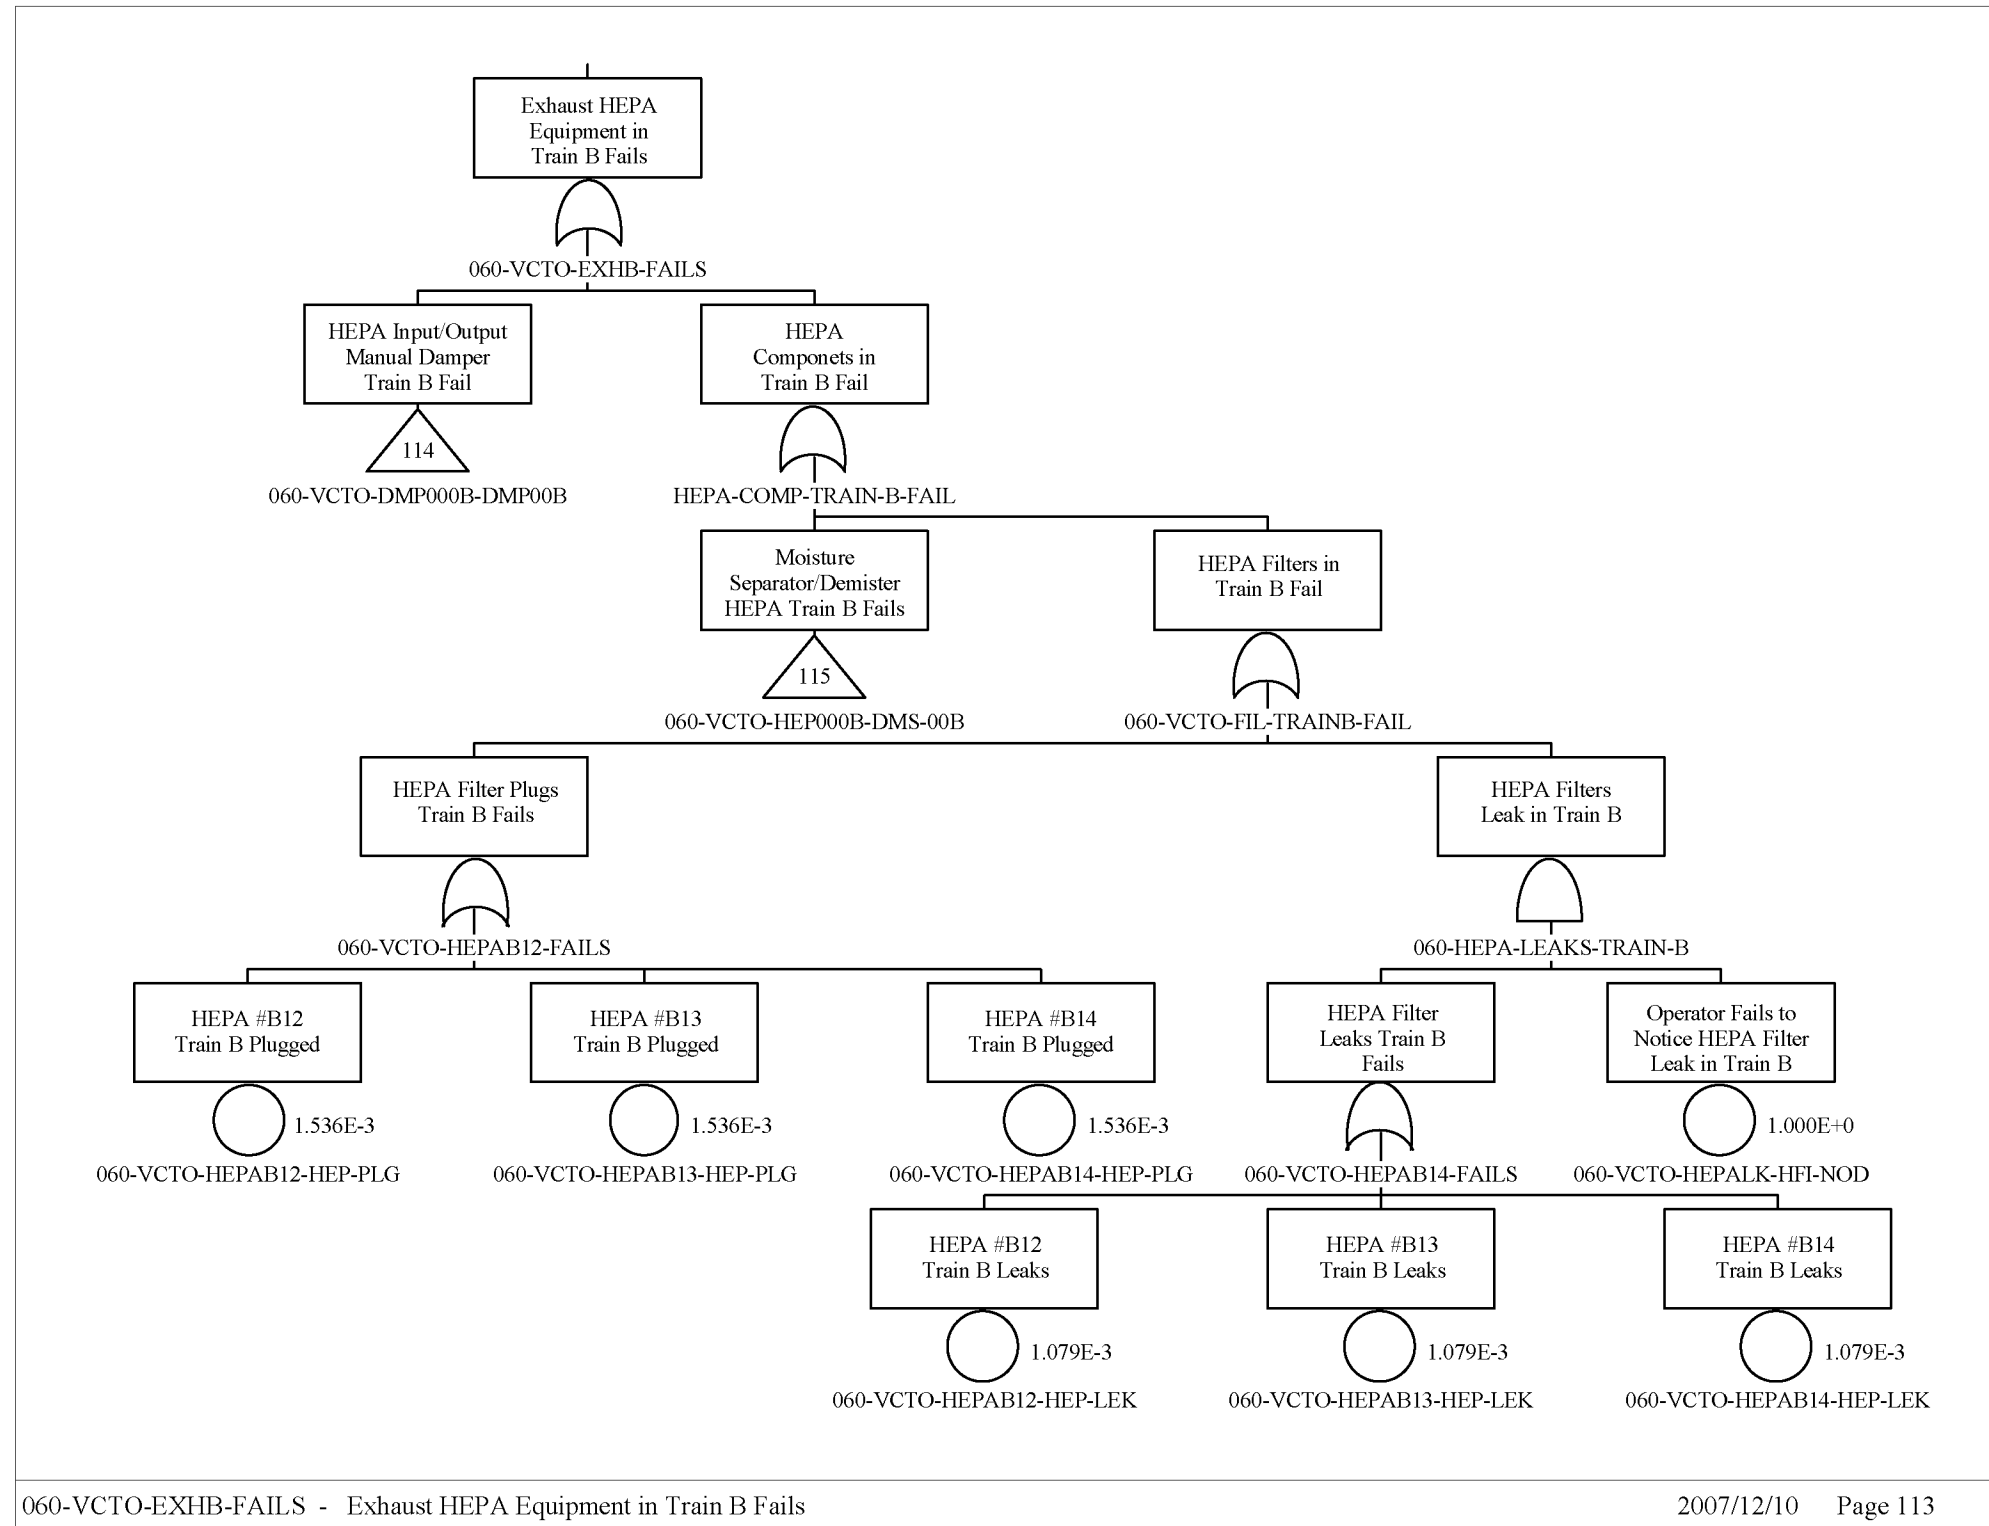 Exhaust HEPA
Equipment in
Train B Fails
060-VCTO-EXHB-FAILS
HEPA Input/Output
Manual Damper
Train B Fail
114
060-VCTO-DMP000B-DMP00B
HEPA
Componets in
Train B Fail
HEPA-COMP-TRAIN-B-FAIL
Moisture
Separator/Demister
HEPA Train B Fails
115
060-VCTO-HEP000B-DMS-00B
HEPA Filters in
Train B Fail
060-VCTO-FIL-TRAINB-FAIL
HEPA Filter Plugs
Train B Fails
060-VCTO-HEPAB12-FAILS
HEPA Filters
Leak in Train B
060-HEPA-LEAKS-TRAIN-B
HEPA #B12
Train B Plugged
1.536E-3
060-VCTO-HEPAB12-HEP-PLG
HEPA #B13
Train B Plugged
1.536E-3
060-VCTO-HEPAB13-HEP-PLG
HEPA #B14
Train B Plugged
1.536E-3
060-VCTO-HEPAB14-HEP-PLG
HEPA Filter
Leaks Train B
Fails
060-VCTO-HEPAB14-FAILS
Operator Fails to
Notice HEPA Filter
Leak in Train B
1.000E+0
060-VCTO-HEPALK-HFI-NOD
HEPA #B12
Train B Leaks
1.079E-3
060-VCTO-HEPAB12-HEP-LEK
HEPA #B13
Train B Leaks
1.079E-3
060-VCTO-HEPAB13-HEP-LEK
HEPA #B14
Train B Leaks
1.079E-3
060-VCTO-HEPAB14-HEP-LEK
060-VCTO-EXHB-FAILS - Exhaust HEPA Equipment in Train B Fails
2007/12/10 Page 113